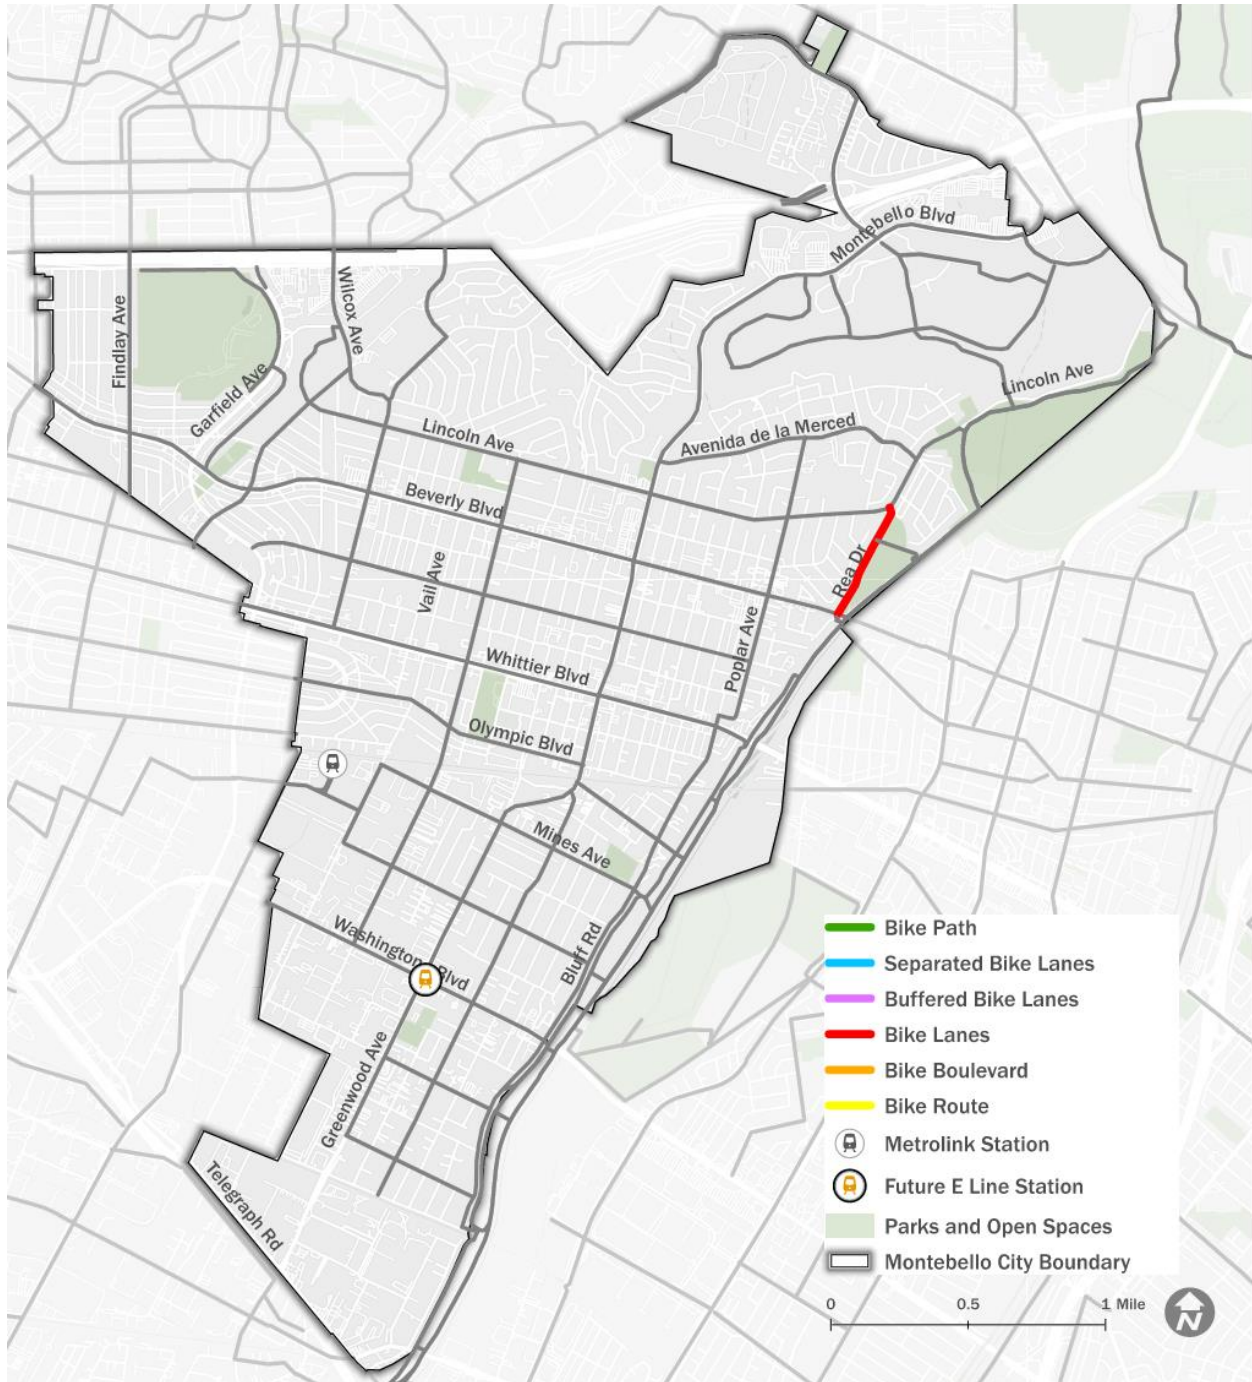 Montebello Blvd
Findlay Ave
Wilcox Ave
Garfield Ave
Lincoln Ave
Lincoln Ave
Avenida de la Merced
Beverly Blvd
Rea Dr
Vail Ave
Poplar Ave
Whittier Blvd
Olympic Blvd
Mines Ave
Washington Blvd
Bluff Rd
Greenwood Ave
Telegraph Rd
Bike Path
Separated Bike Lanes
Buffered Bike Lanes
Bike Lanes
Bike Boulevard
Bike Route
Metrolink Station
Future E Line Station
Parks and Open Spaces
Montebello City Boundary
0 0.5 1 Mile
N